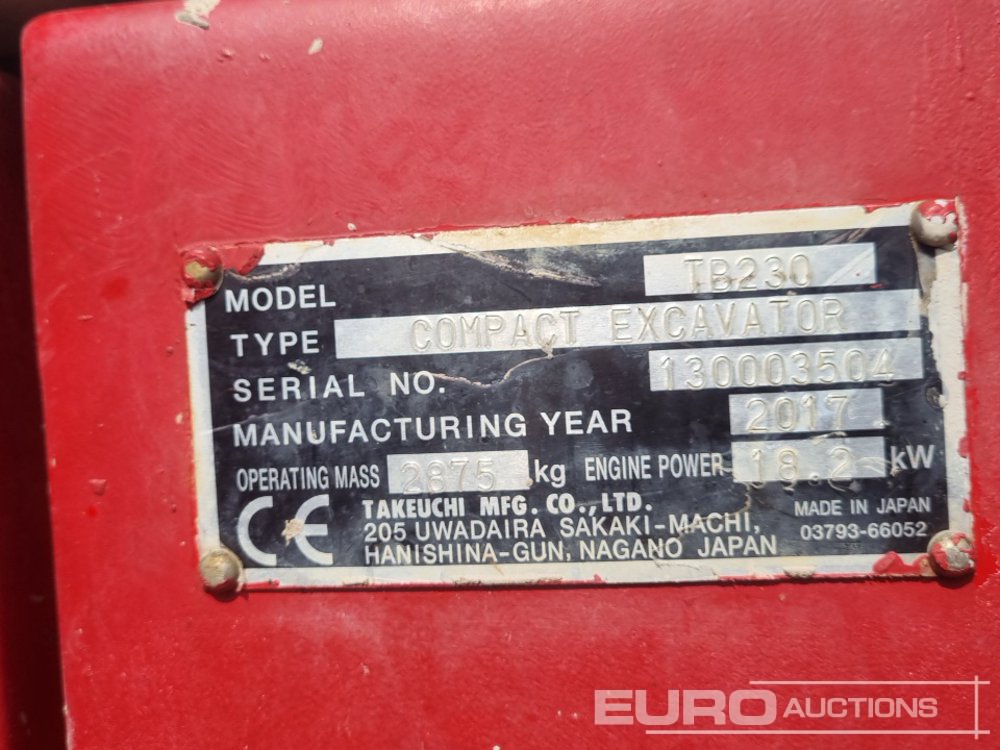 MODEL TB230
TYPE COMPACT EXCAVATOR
SERIAL NO. 130003504
MANUFACTURING YEAR 2017
OPERATING MASS 2875 kg ENGINE POWER 18.2 kW
CE
TAKEUCHI MFG. CO., LTD.
205 UWADAIRA SAKAKI-MACHI,
HANISHINA-GUN, NAGANO JAPAN
MADE IN JAPAN
03793-66052
EURO AUCTIONS